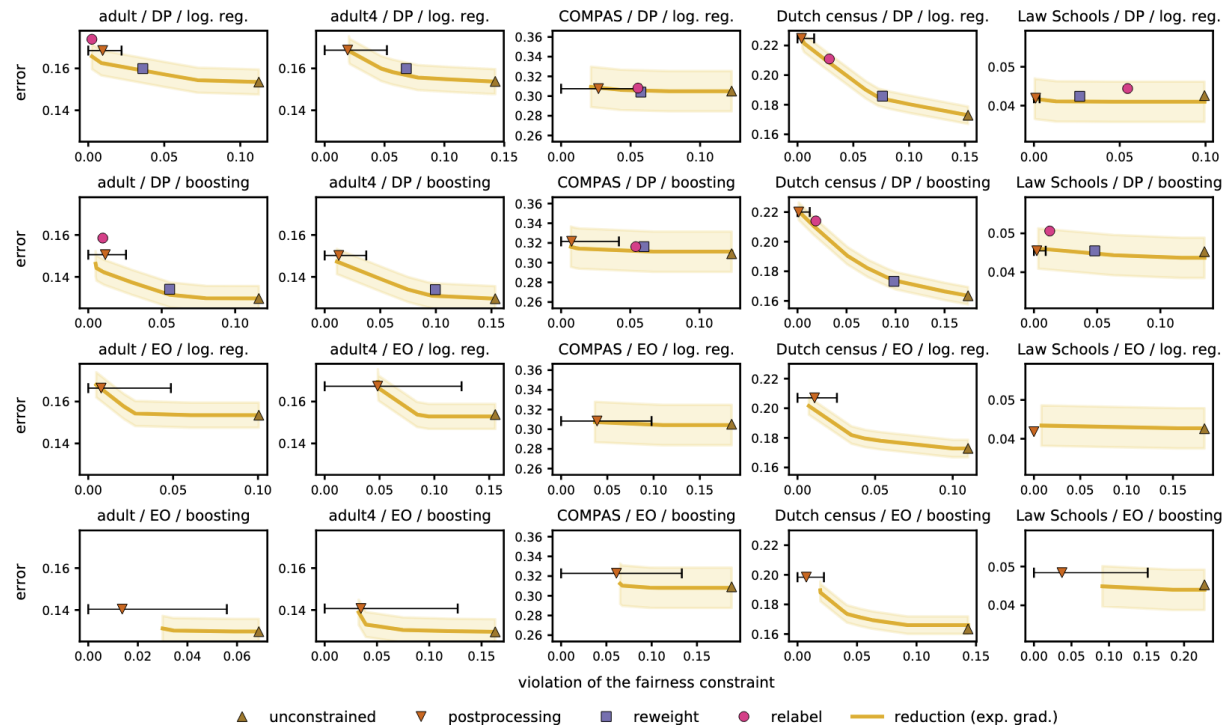 adult / DP / log. reg. adult4 / DP / log. reg. COMPAS / DP / log. reg. Dutch census / DP / log. reg. Law Schools / DP / log. reg.
error
0.16 0.14
0.00 0.05 0.10
0.16 0.14
0.00 0.05 0.10 0.15
0.36 0.34 0.32 0.30 0.28 0.26
0.00 0.05 0.10
0.22 0.20 0.18 0.16
0.00 0.05 0.10 0.15
0.05 0.04
0.00 0.05 0.10
adult / DP / boosting adult4 / DP / boosting COMPAS / DP / boosting Dutch census / DP / boosting Law Schools / DP / boosting
error
0.16 0.14
0.00 0.05 0.10
0.16 0.14
0.00 0.05 0.10 0.15
0.36 0.33 0.30 0.28 0.26
0.00 0.05 0.10
0.22 0.20 0.18 0.16
0.00 0.05 0.10 0.15
0.05 0.04
0.00 0.05 0.10
adult / EO / log. reg. adult4 / EO / log. reg. COMPAS / EO / log. reg. Dutch census / EO / log. reg. Law Schools / EO / log. reg.
error
0.16 0.14
0.00 0.05 0.10
0.16 0.14
0.00 0.05 0.10 0.15
0.36 0.33 0.30 0.28 0.26
0.00 0.05 0.10 0.15
0.22 0.20 0.18 0.16
0.00 0.05 0.10
0.05 0.04
0.00 0.05 0.10 0.15
adult / EO / boosting adult4 / EO / boosting COMPAS / EO / boosting Dutch census / EO / boosting Law Schools / EO / boosting
error
0.16 0.14
0.00 0.02 0.04 0.06
0.16 0.14
0.00 0.05 0.10 0.15
0.36 0.33 0.30 0.28 0.26
0.00 0.05 0.10 0.15
0.22 0.20 0.18 0.16
0.00 0.05 0.10 0.15
0.05 0.04
0.00 0.05 0.10 0.15 0.20
violation of the fairness constraint
unconstrained postprocessing reweight relabel reduction (exp. grad.)